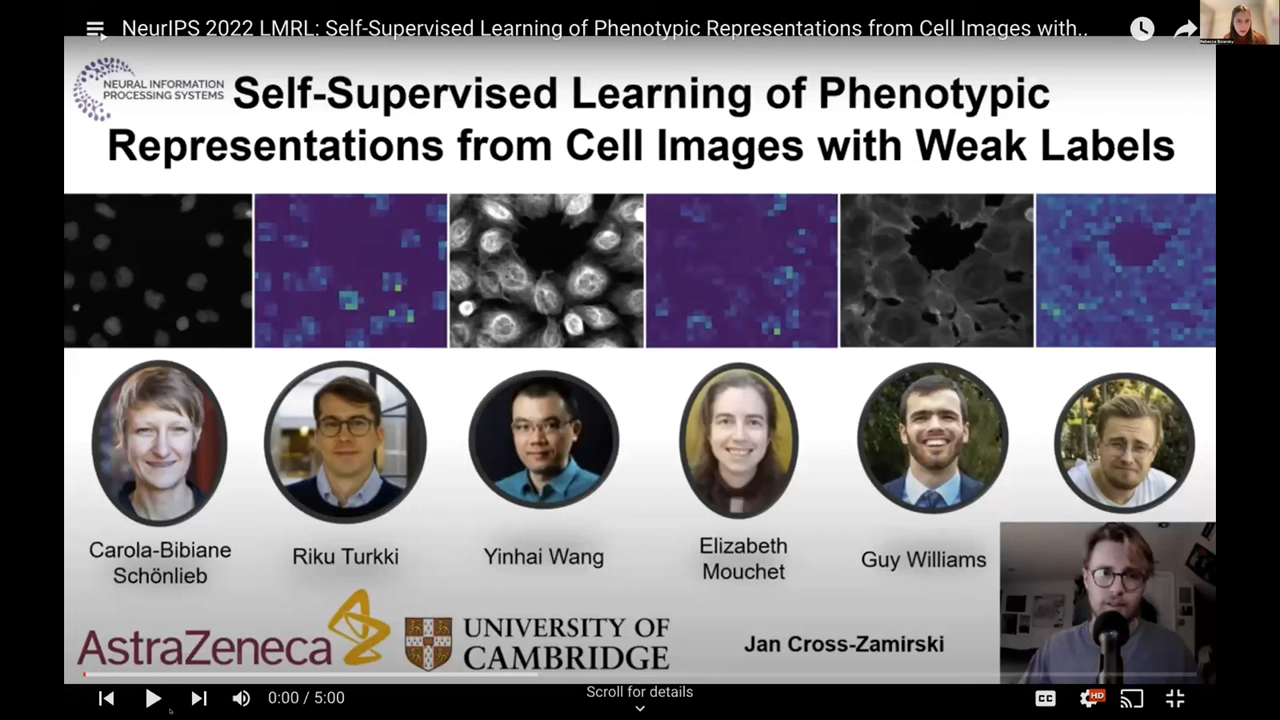 NeurIPS 2022 LMRL: Self-Supervised Learning of Phenotypic Representations from Cell Images with..
NEURAL INFORMATION
PROCESSING SYSTEMS
Self-Supervised Learning of Phenotypic
Representations from Cell Images with Weak Labels
Carola-Bibiane
Schönlieb
Riku Turkki
Yinhai Wang
Elizabeth
Mouchet
Guy Williams
AstraZeneca
UNIVERSITY OF
CAMBRIDGE
Jan Cross-Zamirski
0:00 / 5:00
Scroll for details
CC
HD